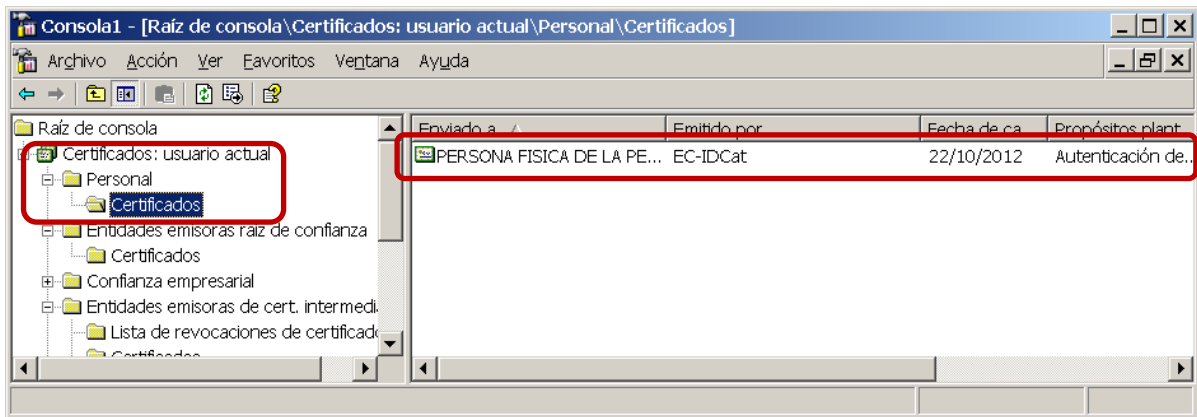 Consola1 - [Raíz de consola\Certificados: usuario actual\Personal\Certificados]
Archivo Acción Ver Favoritos Ventana Ayuda
Raíz de consola
Certificados: usuario actual
Personal
Certificados
Entidades emisoras raíz de confianza
Certificados
Confianza empresarial
Entidades emisoras de cert. intermedi
Lista de revocaciones de certificado
Certificados
Enviado a Emitido por Fecha de ca... Propósitos plant...
PERSONA FISICA DE LA PE... EC-IDCat 22/10/2012 Autenticación de...